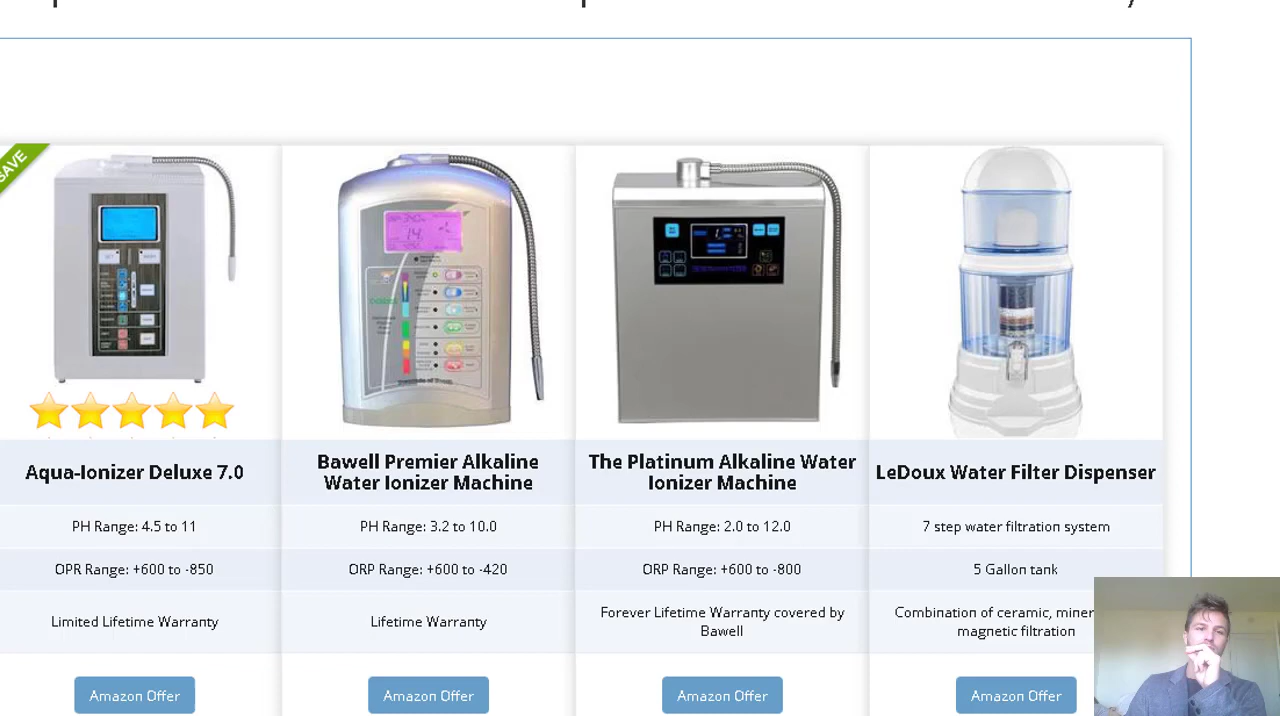 SAVE
Aqua-Ionizer Deluxe 7.0
PH Range: 4.5 to 11
OPR Range: +600 to -850
Limited Lifetime Warranty
Amazon Offer
Bawell Premier Alkaline
Water Ionizer Machine
PH Range: 3.2 to 10.0
ORP Range: +600 to -420
Lifetime Warranty
Amazon Offer
The Platinum Alkaline Water
Ionizer Machine
PH Range: 2.0 to 12.0
ORP Range: +600 to -800
Forever Lifetime Warranty covered by
Bawell
Amazon Offer
LeDoux Water Filter Dispenser
7 step water filtration system
5 Gallon tank
Combination of ceramic,
magnetic filtration
Amazon Offer